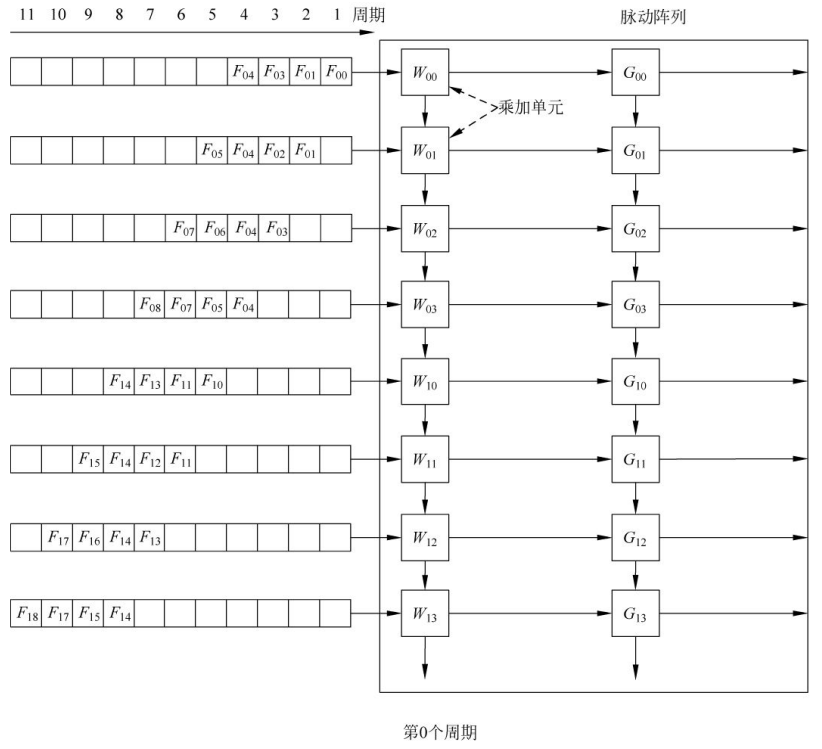 11 10 9 8 7 6 5 4 3 2 1 周期 脉动阵列
F04 F03 F01 F00 W00 G00
乘加单元
F05 F04 F02 F01 W01 G01
F07 F06 F04 F03 W02 G02
F08 F07 F05 F04 W03 G03
F14 F13 F11 F10 W10 G10
F15 F14 F12 F11 W11 G11
F17 F16 F14 F13 W12 G12
F18 F17 F15 F14 W13 G13
第0个周期